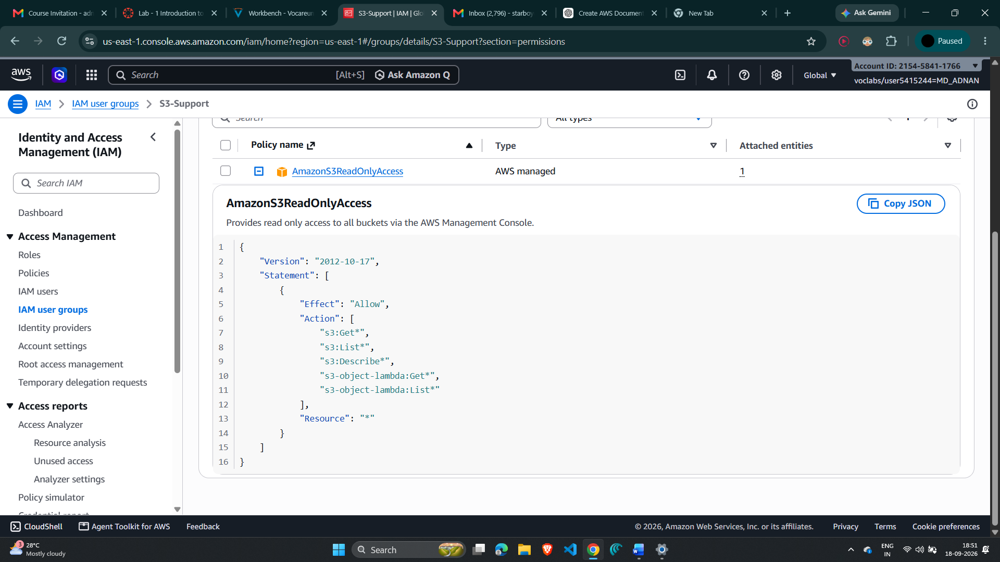 Course Invitation - adn
Lab - 1 Introduction to
Workbench - Vocareun
S3-Support | IAM | Glo
Inbox (2,796) - starboy
Create AWS Document
New Tab
Ask Gemini
us-east-1.console.aws.amazon.com/iam/home?region=us-east-1#/groups/details/S3-Support?section=permissions
Paused
aws
Search
[Alt+S]
Ask Amazon Q
Global
Account ID: 2154-5841-1766
voclabs/user5415244=MD_ADNAN
IAM
IAM user groups
S3-Support
Identity and Access
Management (IAM)
Search IAM
Dashboard
Access Management
Roles
Policies
IAM users
IAM user groups
Identity providers
Account settings
Root access management
Temporary delegation requests
Access reports
Access Analyzer
Resource analysis
Unused access
Analyzer settings
Policy simulator
Credential report
Search
All types
1
Policy name
Type
Attached entities
AmazonS3ReadOnlyAccess
AWS managed
1
AmazonS3ReadOnlyAccess
Copy JSON
Provides read only access to all buckets via the AWS Management Console.
1 {
2 "Version": "2012-10-17",
3 "Statement": [
4 {
5 "Effect": "Allow",
6 "Action": [
7 "s3:Get*",
8 "s3:List*",
9 "s3:Describe*",
10 "s3-object-lambda:Get*",
11 "s3-object-lambda:List*"
12 ],
13 "Resource": "*"
14 }
15 ]
16 }
CloudShell
Agent Toolkit for AWS
Feedback
© 2026, Amazon Web Services, Inc. or its affiliates.
Privacy
Terms
Cookie preferences
3
28°C
Mostly cloudy
Search
ENG
IN
18:51
18-09-2026